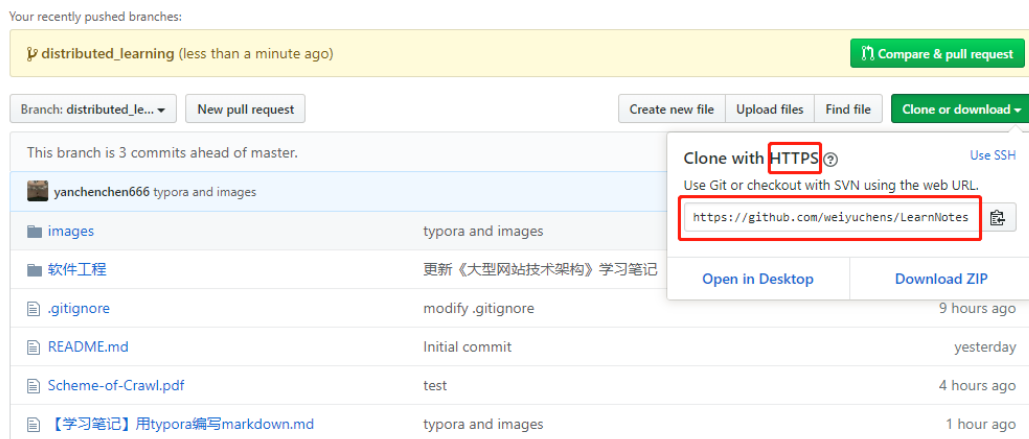 Your recently pushed branches:
distributed_learning (less than a minute ago)
Compare & pull request
Branch: distributed_le...
New pull request
Create new file
Upload files
Find file
Clone or download
This branch is 3 commits ahead of master.
Clone with HTTPS
Use SSH
Use Git or checkout with SVN using the web URL.
https://github.com/weiyuchens/LearnNotes
Open in Desktop
Download ZIP
yanchenchen666 typora and images
images typora and images
软件工程 更新《大型网站技术架构》学习笔记
.gitignore modify .gitignore 9 hours ago
README.md Initial commit yesterday
Scheme-of-Crawl.pdf test 4 hours ago
【学习笔记】用typora编写markdown.md typora and images 1 hour ago